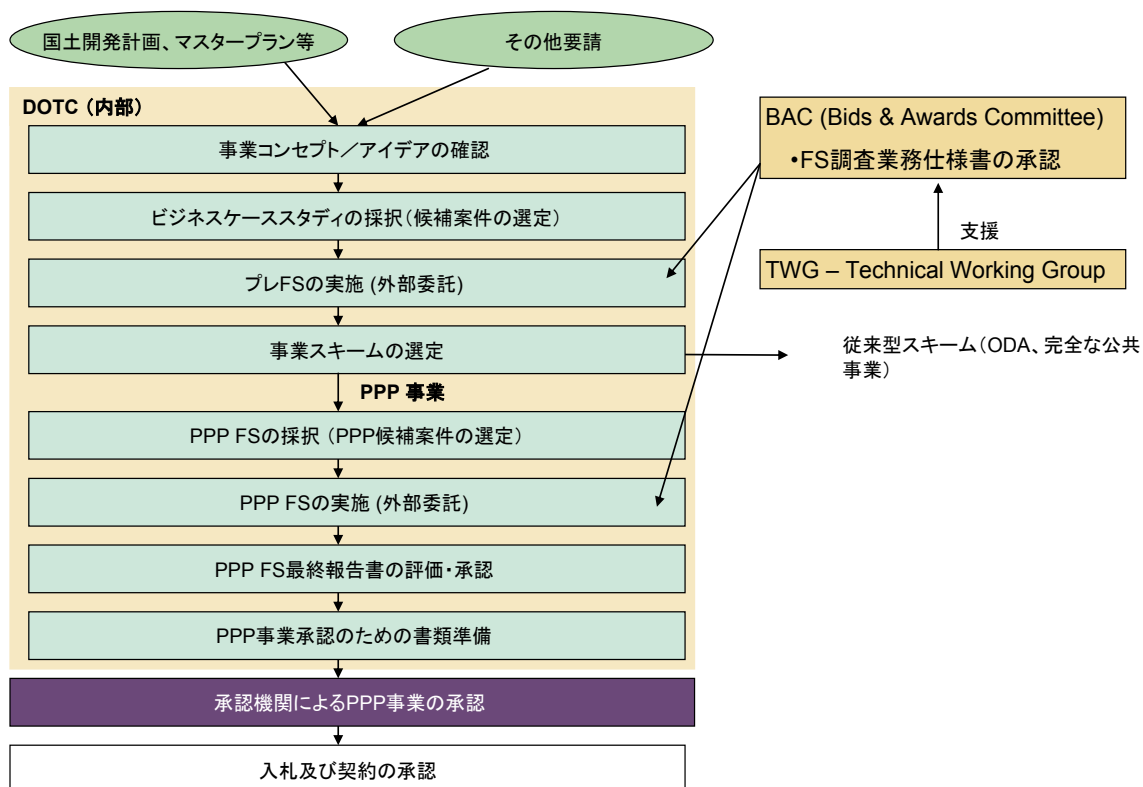 国土開発計画、マスタープラン等
その他要請
DOTC（内部）
事業コンセプト／アイデアの確認
ビジネスケーススタディの採択（候補案件の選定）
プレFSの実施 (外部委託)
事業スキームの選定
PPP 事業
PPP FSの採択 （PPP候補案件の選定）
PPP FSの実施 (外部委託)
PPP FS最終報告書の評価・承認
PPP事業承認のための書類準備
承認機関によるPPP事業の承認
入札及び契約の承認
BAC (Bids & Awards Committee)
•FS調査業務仕様書の承認
支援
TWG – Technical Working Group
従来型スキーム（ODA、完全な公共
事業）